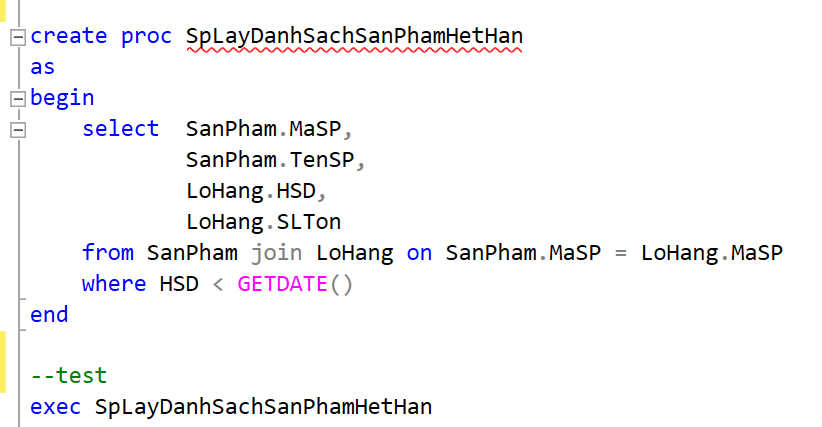 create proc SpLayDanhSachSanPhamHetHan
as
begin
    select  SanPham.MaSP,
            SanPham.TenSP,
            LoHang.HSD,
            LoHang.SLTon
    from SanPham join LoHang on SanPham.MaSP = LoHang.MaSP
    where HSD < GETDATE()
end

--test
exec SpLayDanhSachSanPhamHetHan